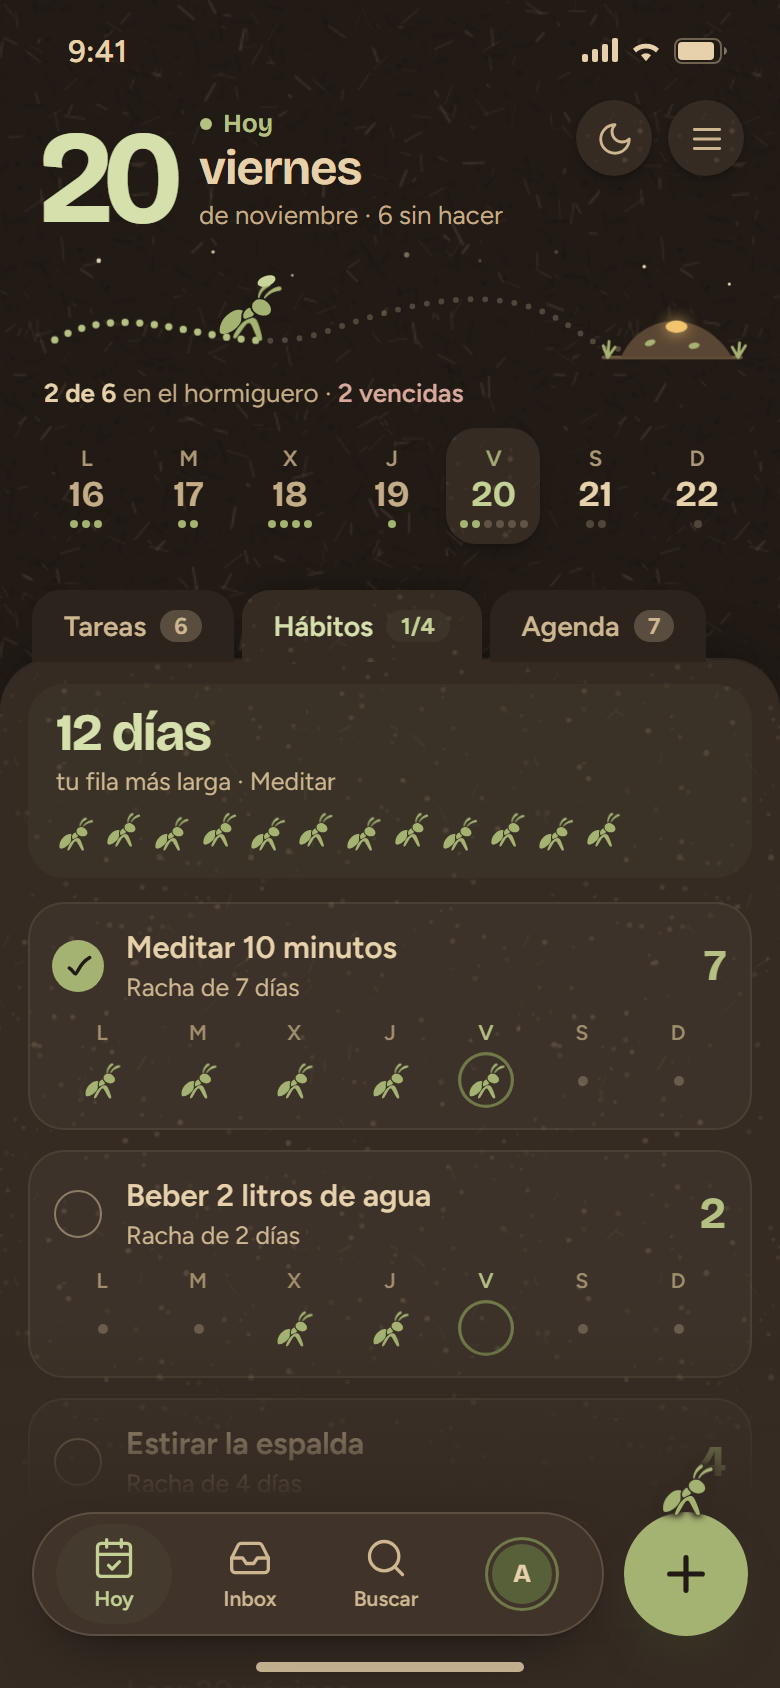 9:41
20
Hoy
viernes
de noviembre · 6 sin hacer
2 de 6 en el hormiguero · 2 vencidas
L M X J V S D
16 17 18 19 20 21 22
Tareas 6 Hábitos 1/4 Agenda 7
12 días
tu fila más larga · Meditar
Meditar 10 minutos
7
Racha de 7 días
L M X J V S D
Beber 2 litros de agua
2
Racha de 2 días
L M X J V S D
Estirar la espalda
4
Racha de 4 días
Hoy Inbox Buscar A